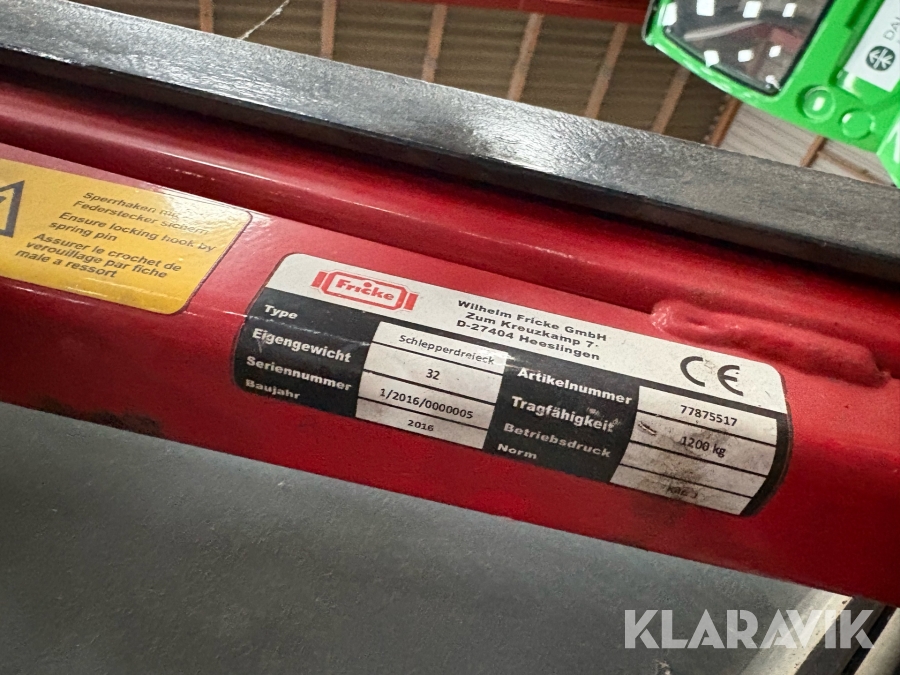 Sperrhaken
Federstecker sichern
Ensure locking hook by
spring pin
Assurer le crochet de
verouillage par fiche
male a ressort
Fricke
Wilhelm Fricke GmbH
Zum Kreuzkamp 7.
D-27404 Heeslingen
CE
Type Schlepperdreieck
Eigengewicht 32
Seriennummer 1/2016/0000005
Baujahr 2016
Artikelnummer 77875517
Tragfähigkeit 1200 kg
Betriebsdruck
Norm
KLARAVIK